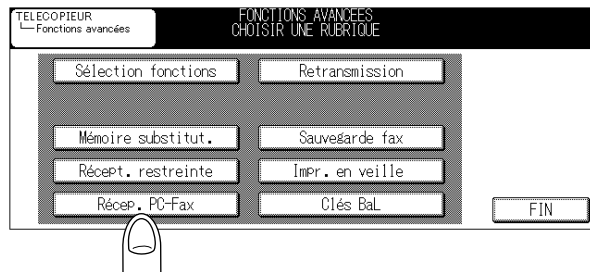 TELECOPIEUR
Fonctions avancées
FONCTIONS AVANCEES
CHOISIR UNE RUBRIQUE
Sélection fonctions
Retransmission
Mémoire substitut.
Sauvegarde fax
Récept. restreinte
Impr. en veille
Récep. PC-Fax
Clés BaL
FIN